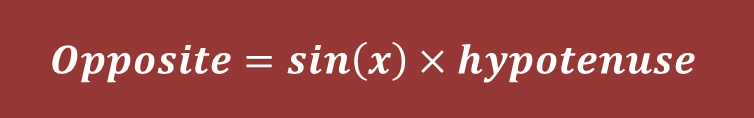 Opposite = sin(x) × hypotenuse